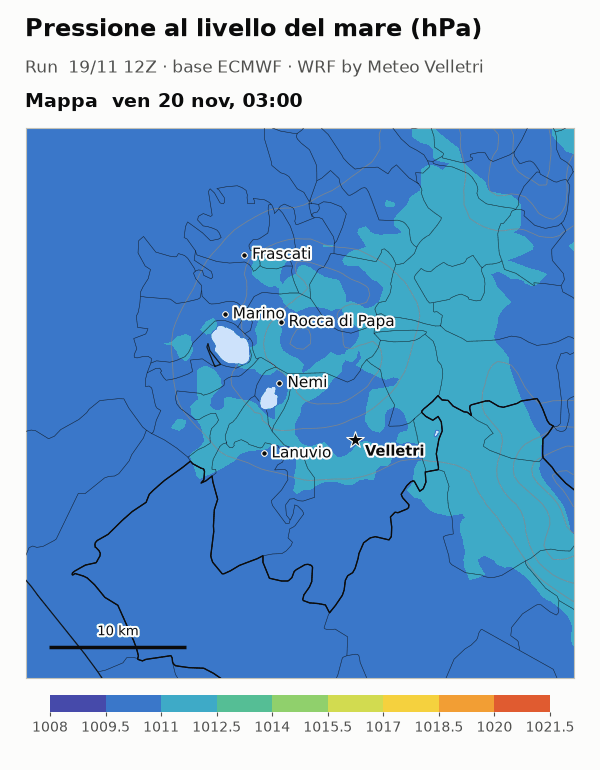 Pressione al livello del mare (hPa)
Run  19/11 12Z · base ECMWF · WRF by Meteo Velletri
Mappa  ven 20 nov, 03:00
Frascati
Marino
Rocca di Papa
Nemi
Lanuvio
Velletri
10 km
1008 1009.5 1011 1012.5 1014 1015.5 1017 1018.5 1020 1021.5